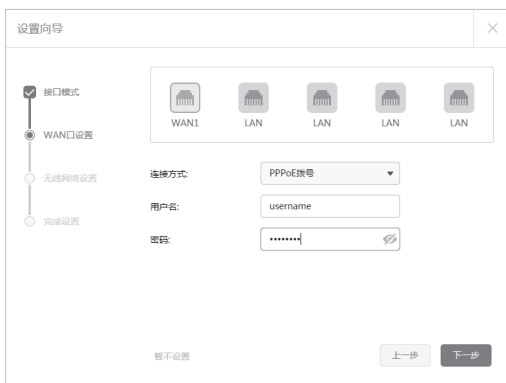 设置向导
接口模式
WAN口设置
无线网络设置
完成设置
WAN1
LAN
LAN
LAN
LAN
连接方式:
PPPoE拨号
用户名:
username
密码:
••••••••
暂不设置
上一步
下一步